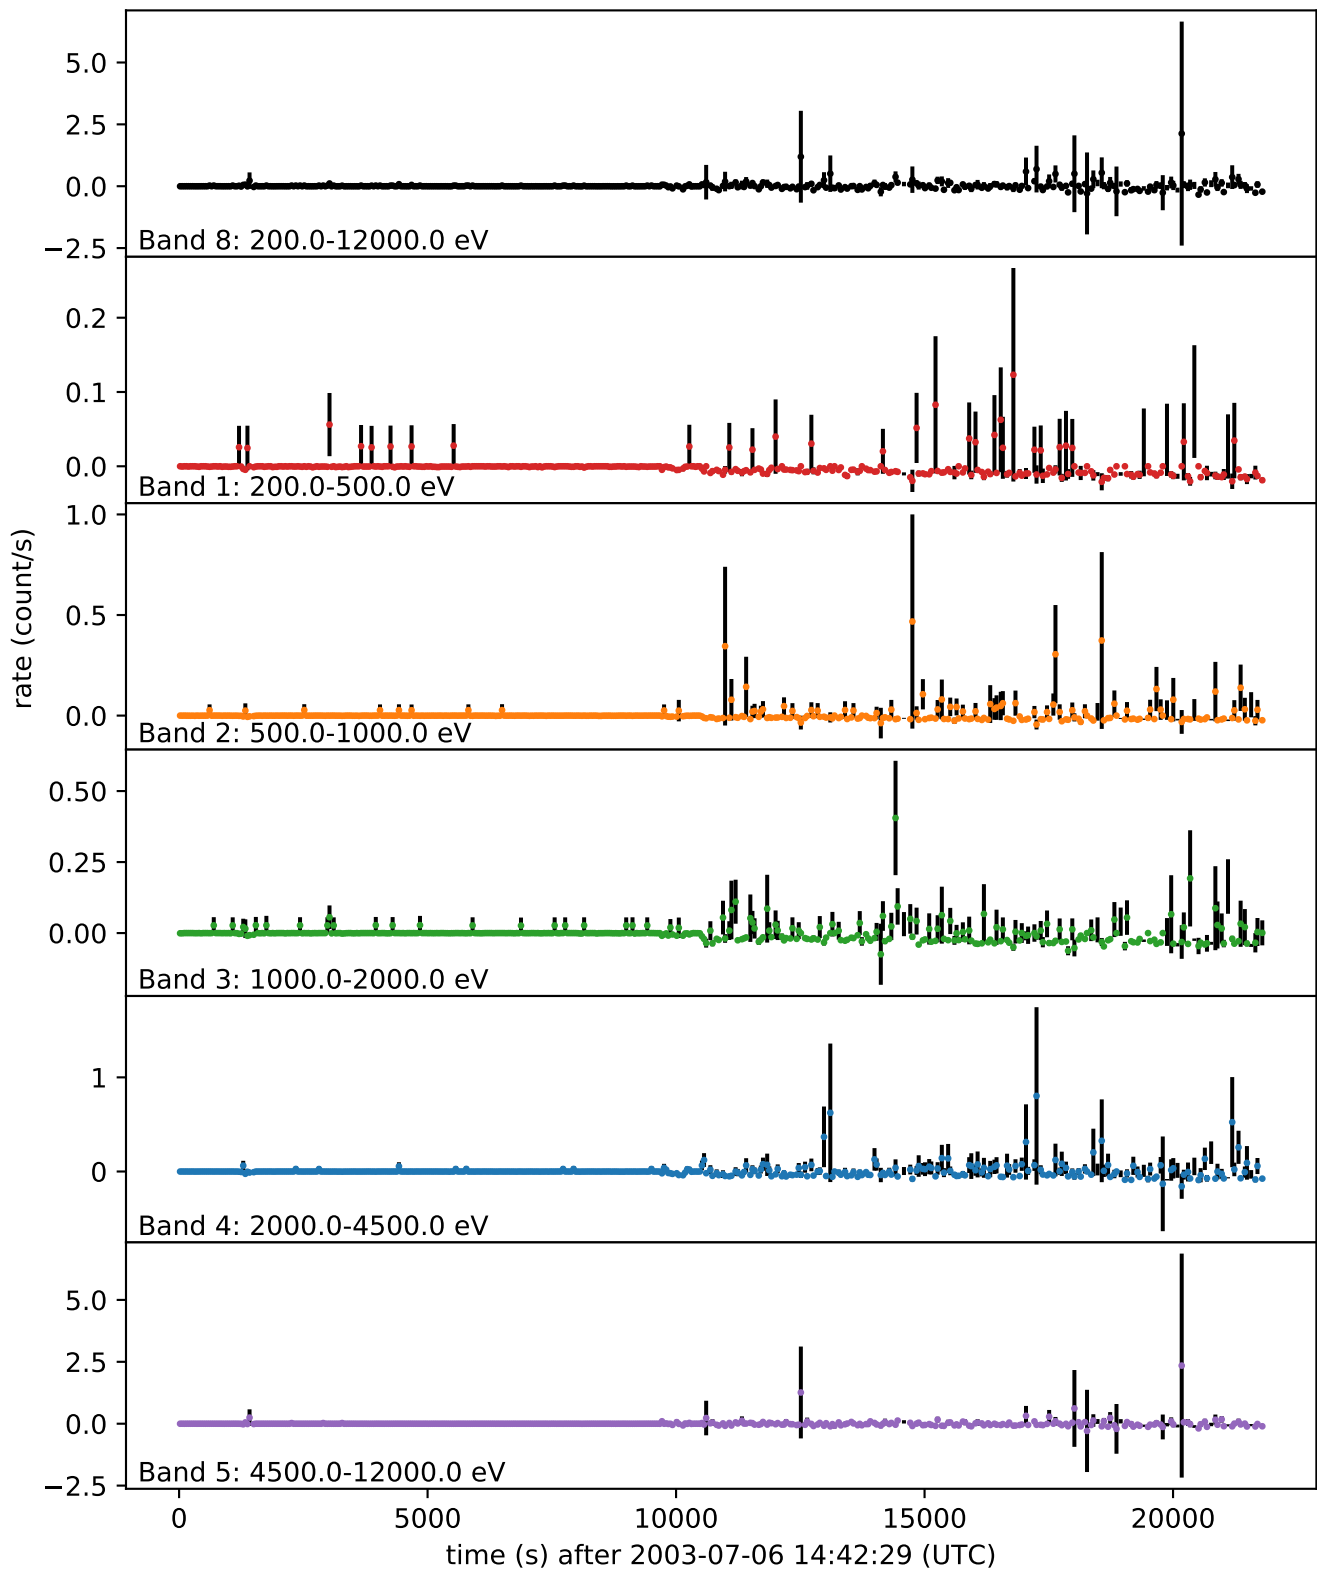 5.0
2.5
0.0
−2.5
Band 8: 200.0-12000.0 eV
0.2
0.1
0.0
Band 1: 200.0-500.0 eV
rate (count/s)
1.0
0.5
0.0
Band 2: 500.0-1000.0 eV
0.50
0.25
0.00
Band 3: 1000.0-2000.0 eV
1
0
Band 4: 2000.0-4500.0 eV
5.0
2.5
0.0
−2.5
Band 5: 4500.0-12000.0 eV
0 5000 10000 15000 20000
time (s) after 2003-07-06 14:42:29 (UTC)